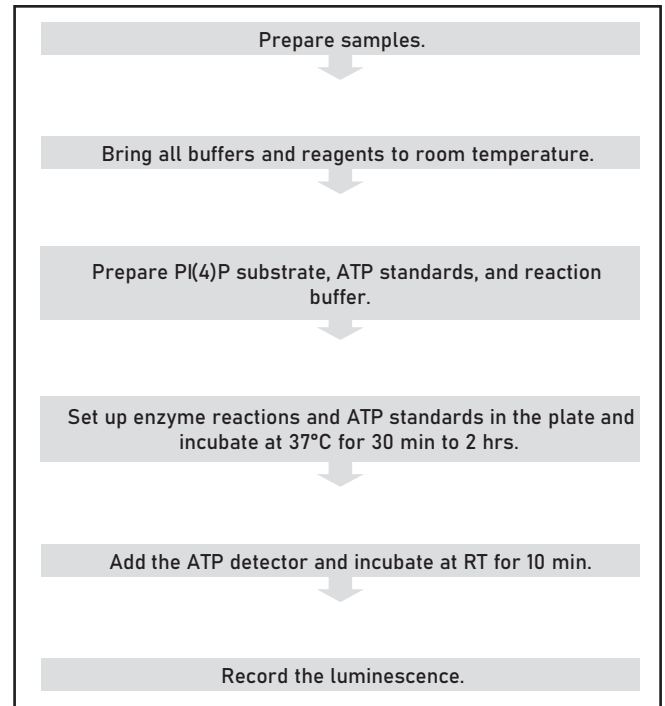 Prepare samples.
Bring all buffers and reagents to room temperature.
Prepare PI(4)P substrate, ATP standards, and reaction
buffer.
Set up enzyme reactions and ATP standards in the plate and
incubate at 37°C for 30 min to 2 hrs.
Add the ATP detector and incubate at RT for 10 min.
Record the luminescence.